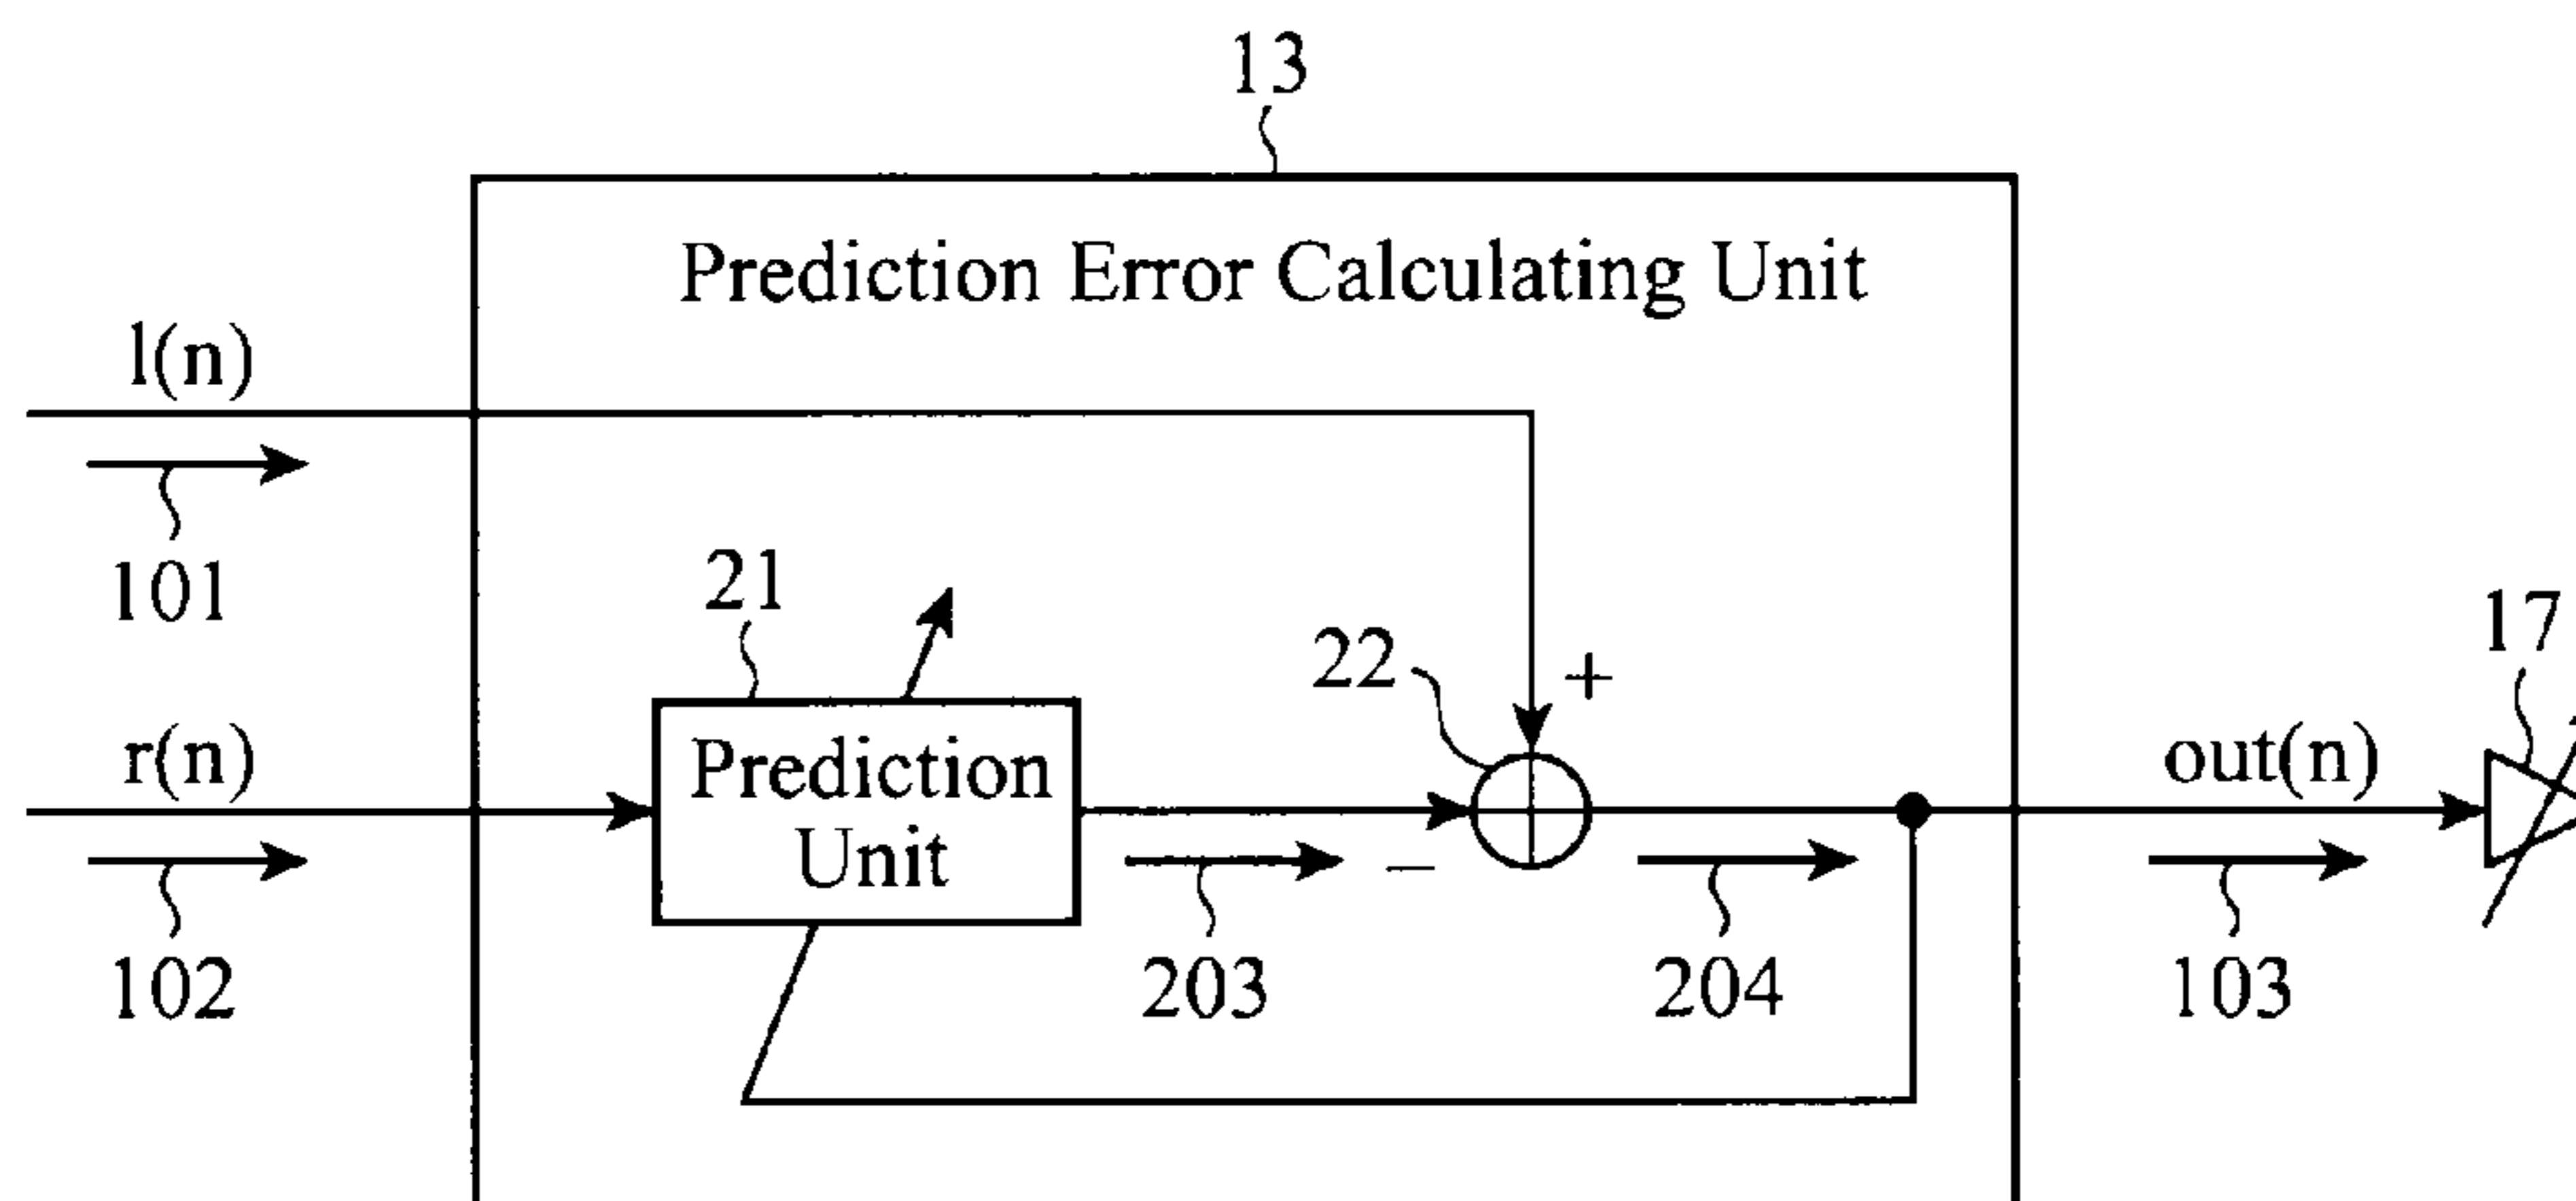 13
Prediction Error Calculating Unit
l(n)
101
21
22
+
17
r(n)
Prediction
Unit
out(n)
−
102
203
204
103